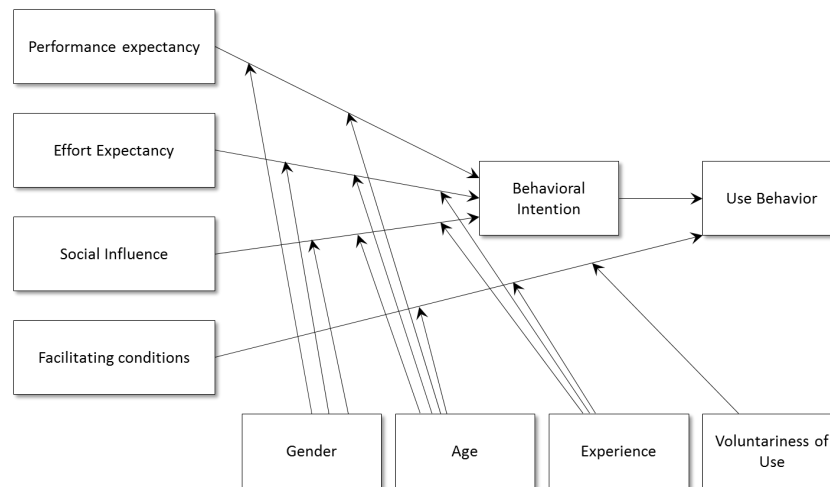 Performance expectancy
Effort Expectancy
Behavioral
Intention
Use Behavior
Social Influence
Facilitating conditions
Gender
Age
Experience
Voluntariness of
Use